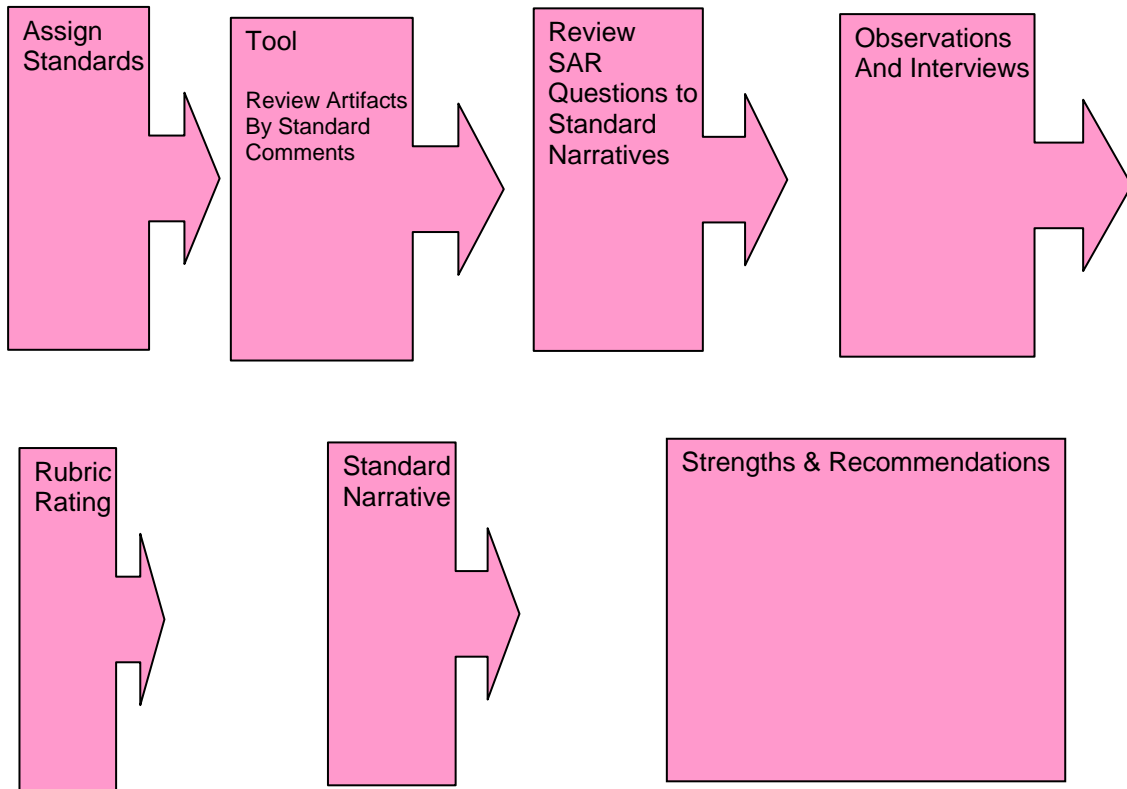 Assign
Standards
Tool
Review Artifacts
By Standard
Comments
Review
SAR
Questions to
Standard
Narratives
Observations
And Interviews
Rubric
Rating
Standard
Narrative
Strengths & Recommendations